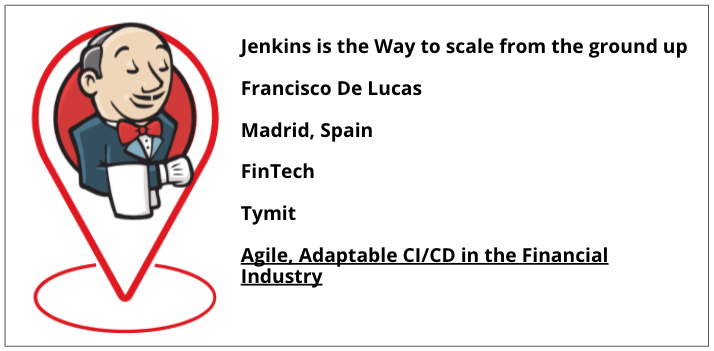 Jenkins is the Way to scale from the ground up
Francisco De Lucas
Madrid, Spain
FinTech
Tymit
Agile, Adaptable CI/CD in the Financial
Industry